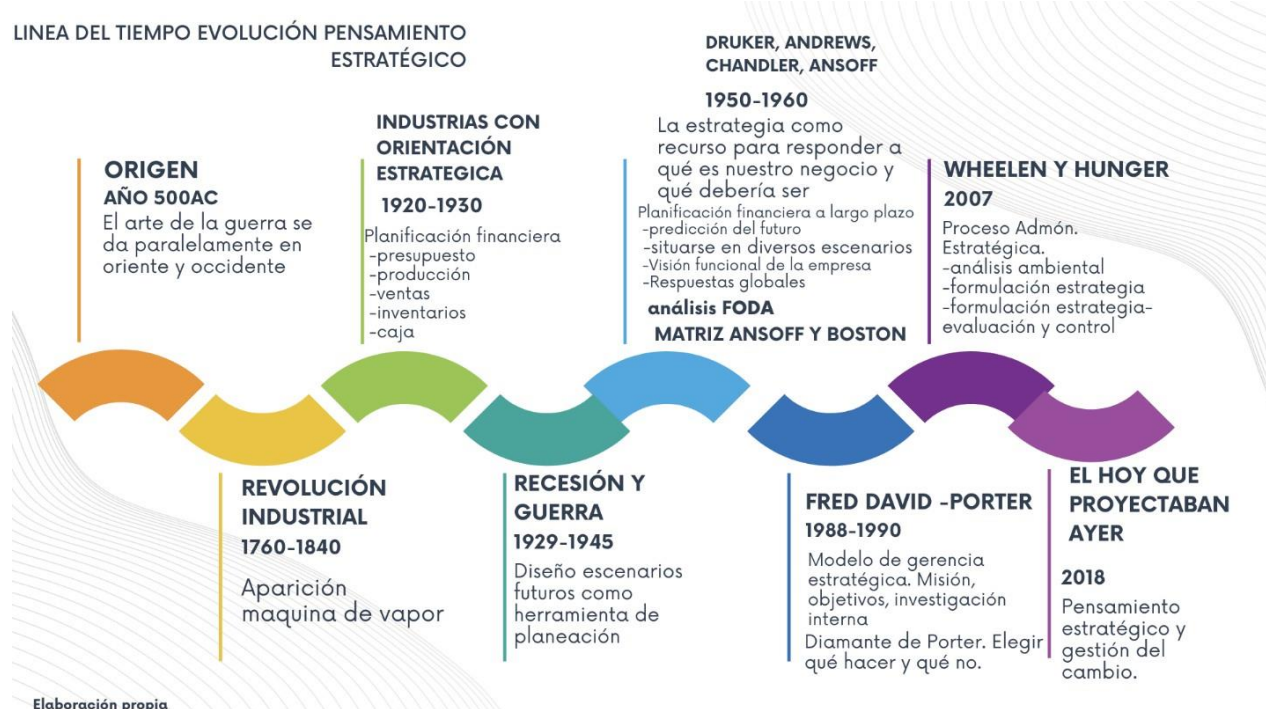 LINEA DEL TIEMPO EVOLUCIÓN PENSAMIENTO
ESTRATÉGICO
ORIGEN
AÑO 500AC
El arte de la guerra se
da paralelamente en
oriente y occidente
REVOLUCIÓN
INDUSTRIAL
1760-1840
Aparición
maquina de vapor
INDUSTRIAS CON
ORIENTACIÓN
ESTRATEGICA
1920-1930
Planificación financiera
-presupuesto
-producción
-ventas
-inventarios
-caja
RECESIÓN Y
GUERRA
1929-1945
Diseño escenarios
futuros como
herramienta de
planeación
DRUKER, ANDREWS,
CHANDLER, ANSOFF
1950-1960
La estrategia como
recurso para responder a
qué es nuestro negocio y
qué debería ser
Planificación financiera a largo plazo
-predicción del futuro
-situarse en diversos escenarios
-Visión funcional de la empresa
-Respuestas globales
análisis FODA
MATRIZ ANSOFF Y BOSTON
FRED DAVID -PORTER
1988-1990
Modelo de gerencia
estratégica. Misión,
objetivos, investigación
interna
Diamante de Porter. Elegir
qué hacer y qué no.
WHEELEN Y HUNGER
2007
Proceso Admón.
Estratégica.
-análisis ambiental
-formulación estrategia
-formulación estrategia-
evaluación y control
EL HOY QUE
PROYECTABAN
AYER
2018
Pensamiento
estratégico y
gestión del
cambio.
Elaboración propia